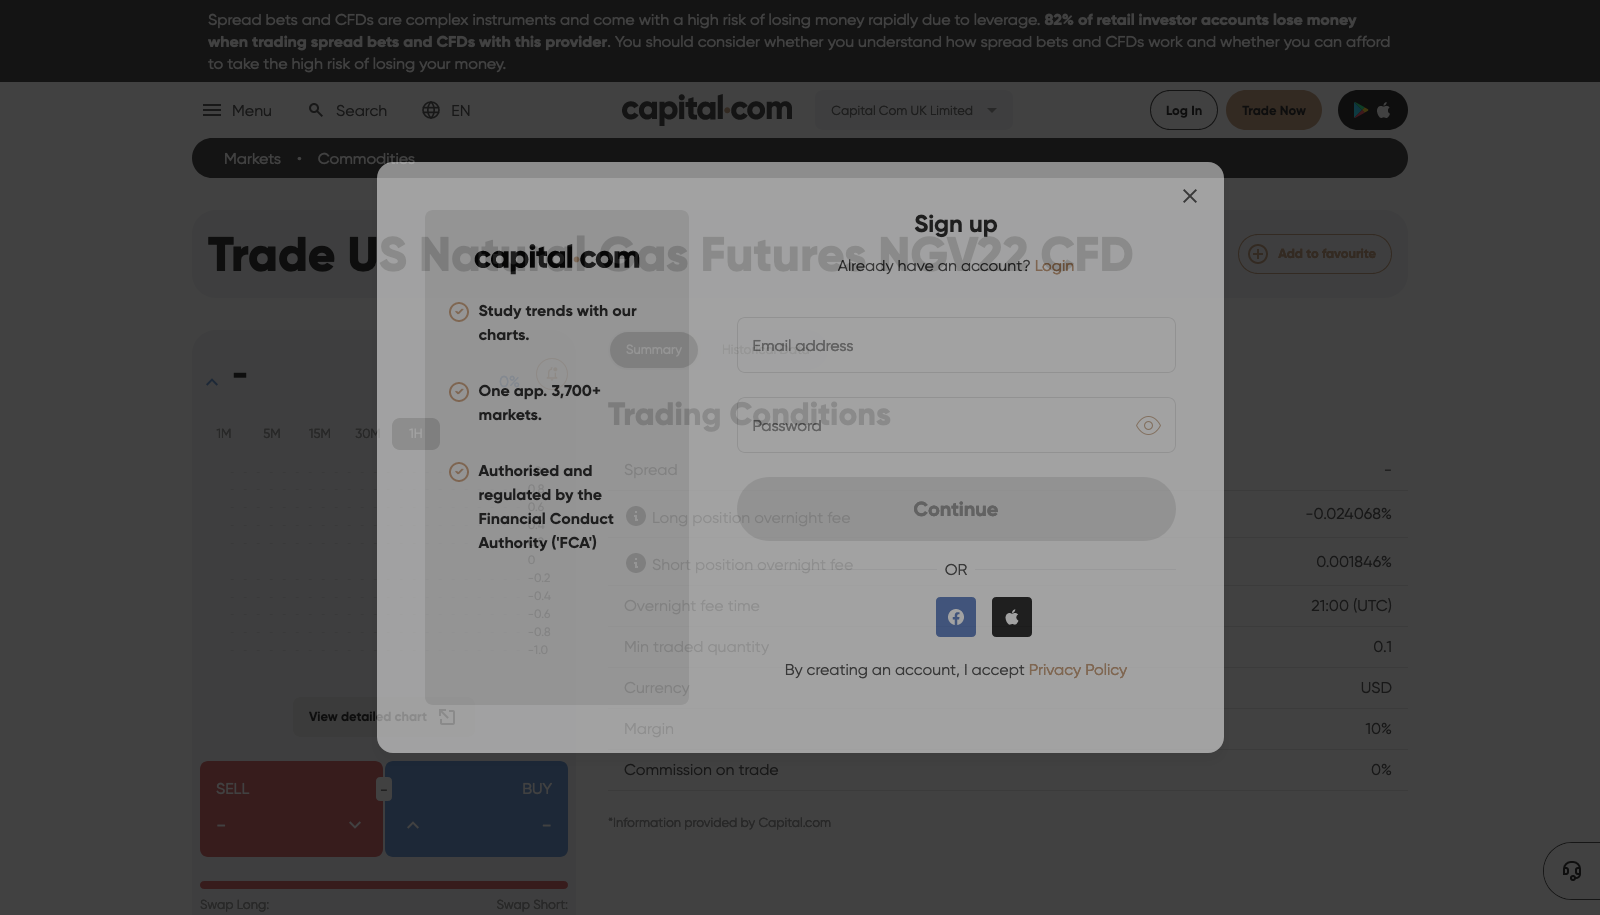 Spread bets and CFDs are complex instruments and come with a high risk of losing money rapidly due to leverage. 82% of retail investor accounts lose money
when trading spread bets and CFDs with this provider. You should consider whether you understand how spread bets and CFDs work and whether you can afford
to take the high risk of losing your money.
Menu
Search
EN
capital.com
Capital Com UK Limited
Log In
Trade Now
Markets • Commodities
Trade US Natural Gas Futures NGV22 CFD
Add to favourite
Sign up
Already have an account? Login
capital.com
Study trends with our
charts.
One app. 3,700+
markets.
Authorised and
regulated by the
Financial Conduct
Authority ('FCA')
Email address
Password
Continue
OR
By creating an account, I accept Privacy Policy
-
0%
1M 5M 15M 30M 1H
0.8
0.6
0
-0.2
-0.4
-0.6
-0.8
-1.0
View detailed chart
SELL
-
-
BUY
-
Swap Long:
Swap Short:
Summary
Trading Conditions
Spread -
Long position overnight fee -0.024068%
Short position overnight fee 0.001846%
Overnight fee time 21:00 (UTC)
Min traded quantity 0.1
Currency USD
Margin 10%
Commission on trade 0%
*Information provided by Capital.com